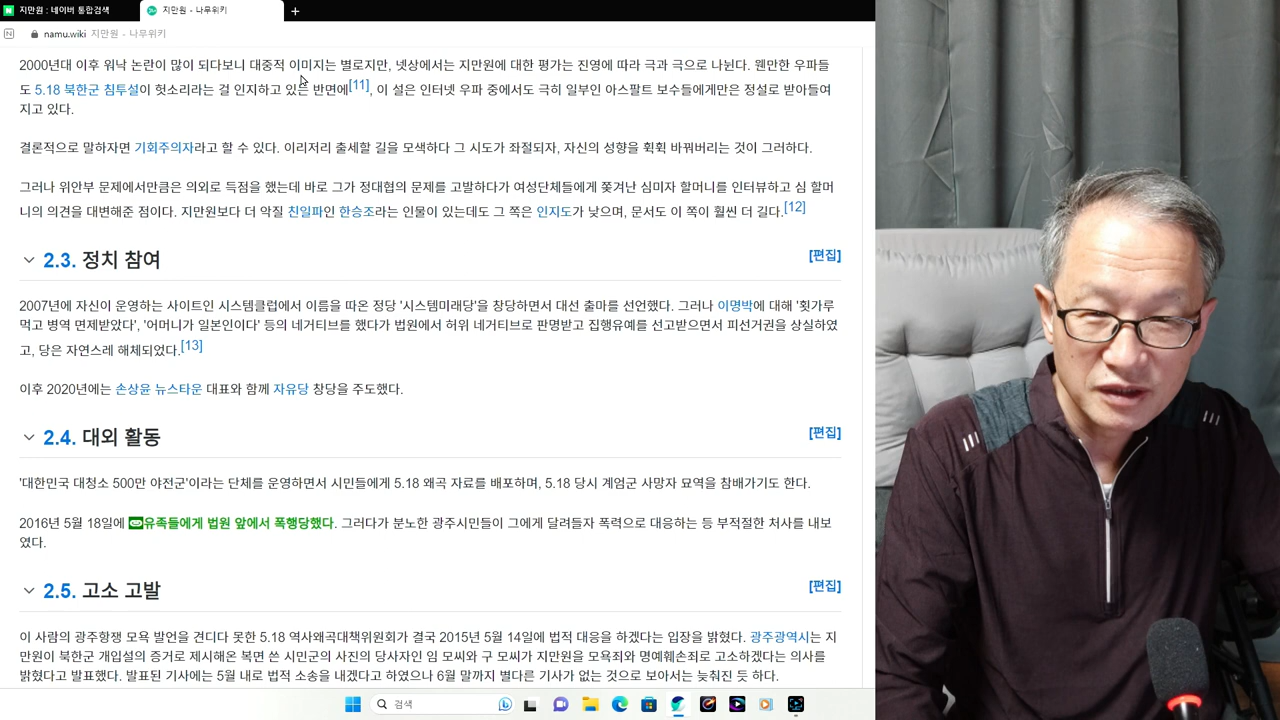 지만원 : 네이버 통합검색
지만원 - 나무위키
namu.wiki 지만원 - 나무위키
2000년대 이후 워낙 논란이 많이 되다보니 대중적 이미지는 별로지만, 넷상에서는 지만원에 대한 평가는 진영에 따라 극과 극으로 나뉜다. 웬만한 우파들
도 5.18 북한군 침투설이 헛소리라는 걸 인지하고 있는 반면에[11], 이 설은 인터넷 우파 중에서도 극히 일부인 아스팔트 보수들에게만은 정설로 받아들여
지고 있다.
결론적으로 말하자면 기회주의자라고 할 수 있다. 이리저리 출세할 길을 모색하다 그 시도가 좌절되자, 자신의 성향을 휙휙 바꿔버리는 것이 그러하다.
그러나 위안부 문제에서만큼은 의외로 득점을 했는데 바로 그가 정대협의 문제를 고발하다가 여성단체들에게 쫓겨난 심미자 할머니를 인터뷰하고 심 할머
니의 의견을 대변해준 점이다. 지만원보다 더 악질 친일파인 한승조라는 인물이 있는데도 그 쪽은 인지도가 낮으며, 문서도 이 쪽이 훨씬 더 길다.[12]
2.3. 정치 참여 [편집]
2007년에 자신이 운영하는 사이트인 시스템클럽에서 이름을 따온 정당 '시스템미래당'을 창당하면서 대선 출마를 선언했다. 그러나 이명박에 대해 '횟가루
먹고 병역 면제받았다', '어머니가 일본인이다' 등의 네거티브를 했다가 법원에서 허위 네거티브로 판명받고 집행유예를 선고받으면서 피선거권을 상실하였
고, 당은 자연스레 해체되었다.[13]
이후 2020년에는 손상윤 뉴스타운 대표와 함께 자유당 창당을 주도했다.
2.4. 대외 활동 [편집]
'대한민국 대청소 500만 야전군'이라는 단체를 운영하면서 시민들에게 5.18 왜곡 자료를 배포하며, 5.18 당시 계엄군 사망자 묘역을 참배가기도 한다.
2016년 5월 18일에 유족들에게 법원 앞에서 폭행당했다. 그러다가 분노한 광주시민들이 그에게 달려들자 폭력으로 대응하는 등 부적절한 처사를 내보
였다.
2.5. 고소 고발 [편집]
이 사람의 광주항쟁 모욕 발언을 견디다 못한 5.18 역사왜곡대책위원회가 결국 2015년 5월 14일에 법적 대응을 하겠다는 입장을 밝혔다. 광주광역시는 지
만원이 북한군 개입설의 증거로 제시해온 복면 쓴 시민군의 사진의 당사자인 임 모씨와 구 모씨가 지만원을 모욕죄와 명예훼손죄로 고소하겠다는 의사를
밝혔다고 발표했다. 발표된 기사에는 5월 내로 법적 소송을 내겠다고 하였으나 6월 말까지 별다른 기사가 없는 것으로 보아서는 늦춰진 듯 하다.
검색